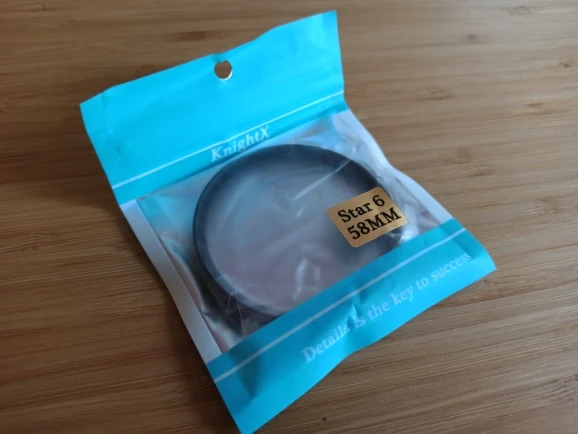 KnightX
Star 6
58MM
Details is the key to success